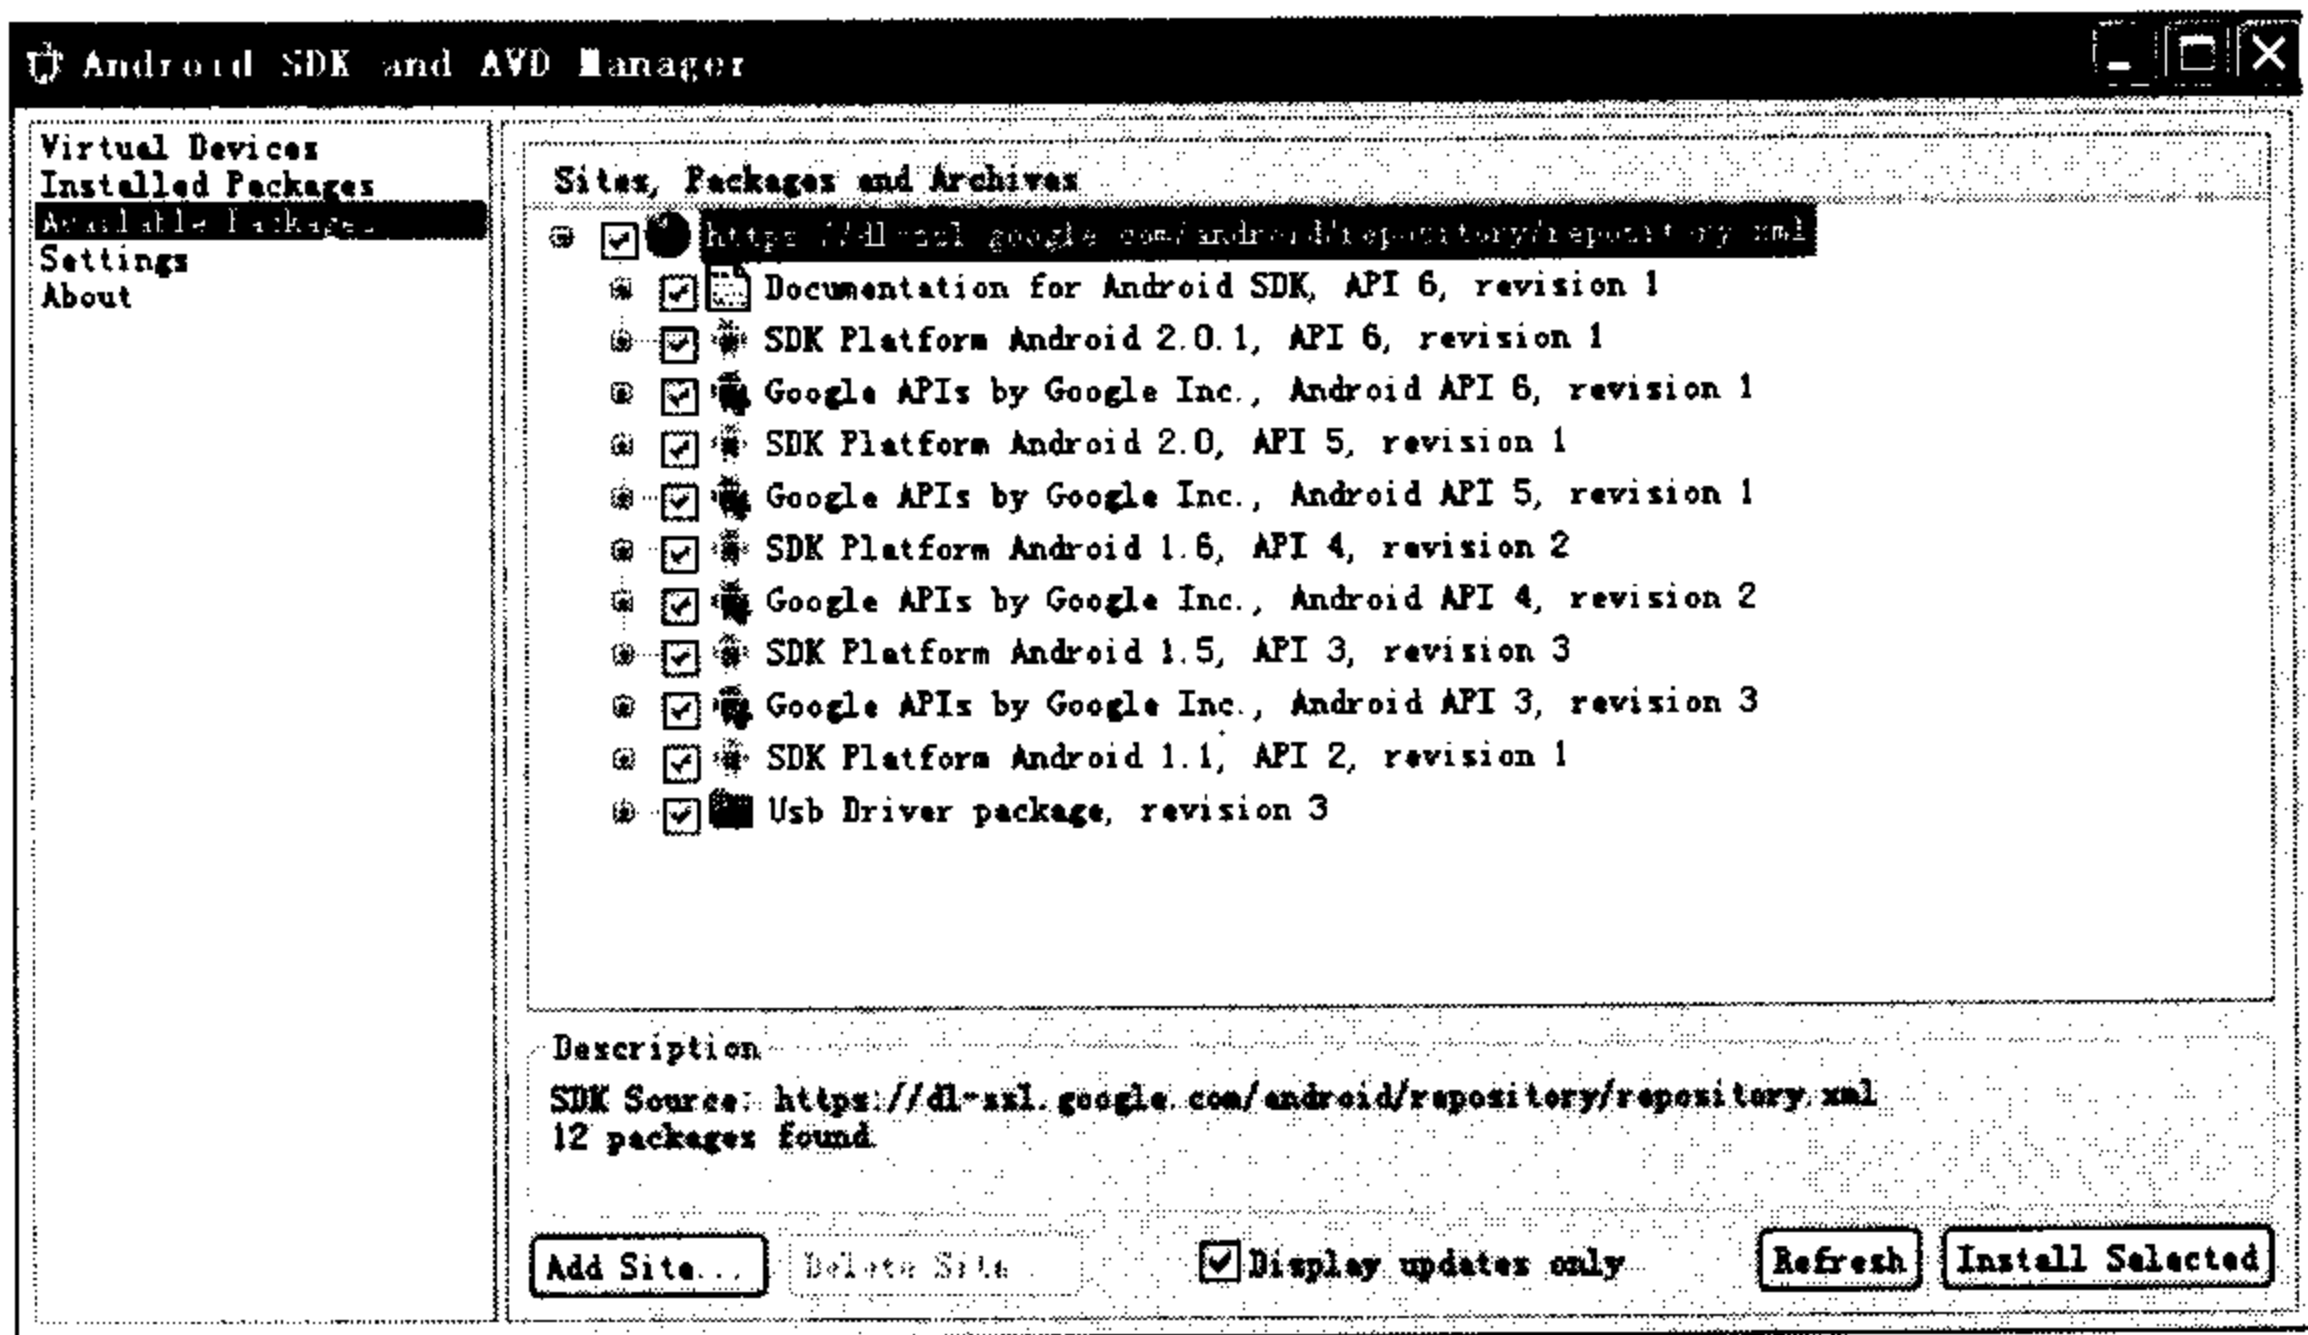 Android SDK and AVD Manager
Virtual Devices
Installed Packages
Available Packages
Settings
About
Sites, Packages and Archives
https://dl-ssl.google.com/android/repository/repository.xml
Documentation for Android SDK, API 6, revision 1
SDK Platform Android 2.0.1, API 6, revision 1
Google APIs by Google Inc., Android API 6, revision 1
SDK Platform Android 2.0, API 5, revision 1
Google APIs by Google Inc., Android API 5, revision 1
SDK Platform Android 1.6, API 4, revision 2
Google APIs by Google Inc., Android API 4, revision 2
SDK Platform Android 1.5, API 3, revision 3
Google APIs by Google Inc., Android API 3, revision 3
SDK Platform Android 1.1, API 2, revision 1
Usb Driver package, revision 3
Description
SDK Source: https://dl-ssl.google.com/android/repository/repository.xml
12 packages found.
Add Site... Delete Site... Display updates only Refresh Install Selected